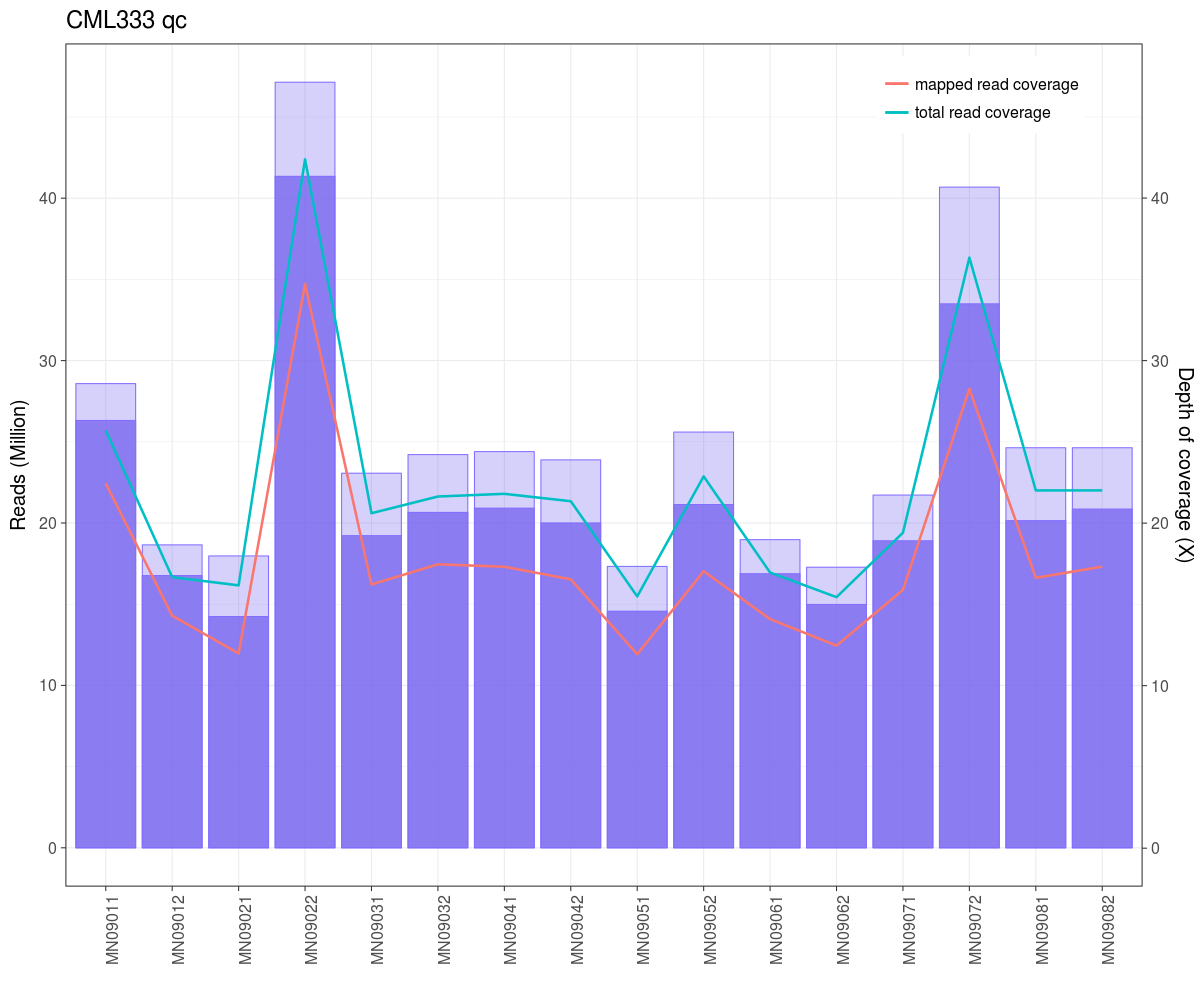 CML333 qc
mapped read coverage
total read coverage
Reads (Million)
40
30
20
10
0
40
30
20
10
0
Depth of coverage (X)
MN09011
MN09012
MN09021
MN09022
MN09031
MN09032
MN09041
MN09042
MN09051
MN09052
MN09061
MN09062
MN09071
MN09072
MN09081
MN09082